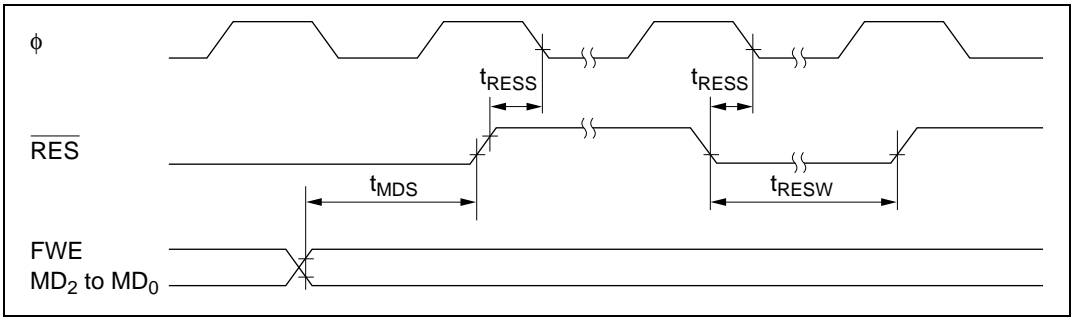 ϕ
tRESS tRESS
RES
tMDS tRESW
FWE
MD2 to MD0